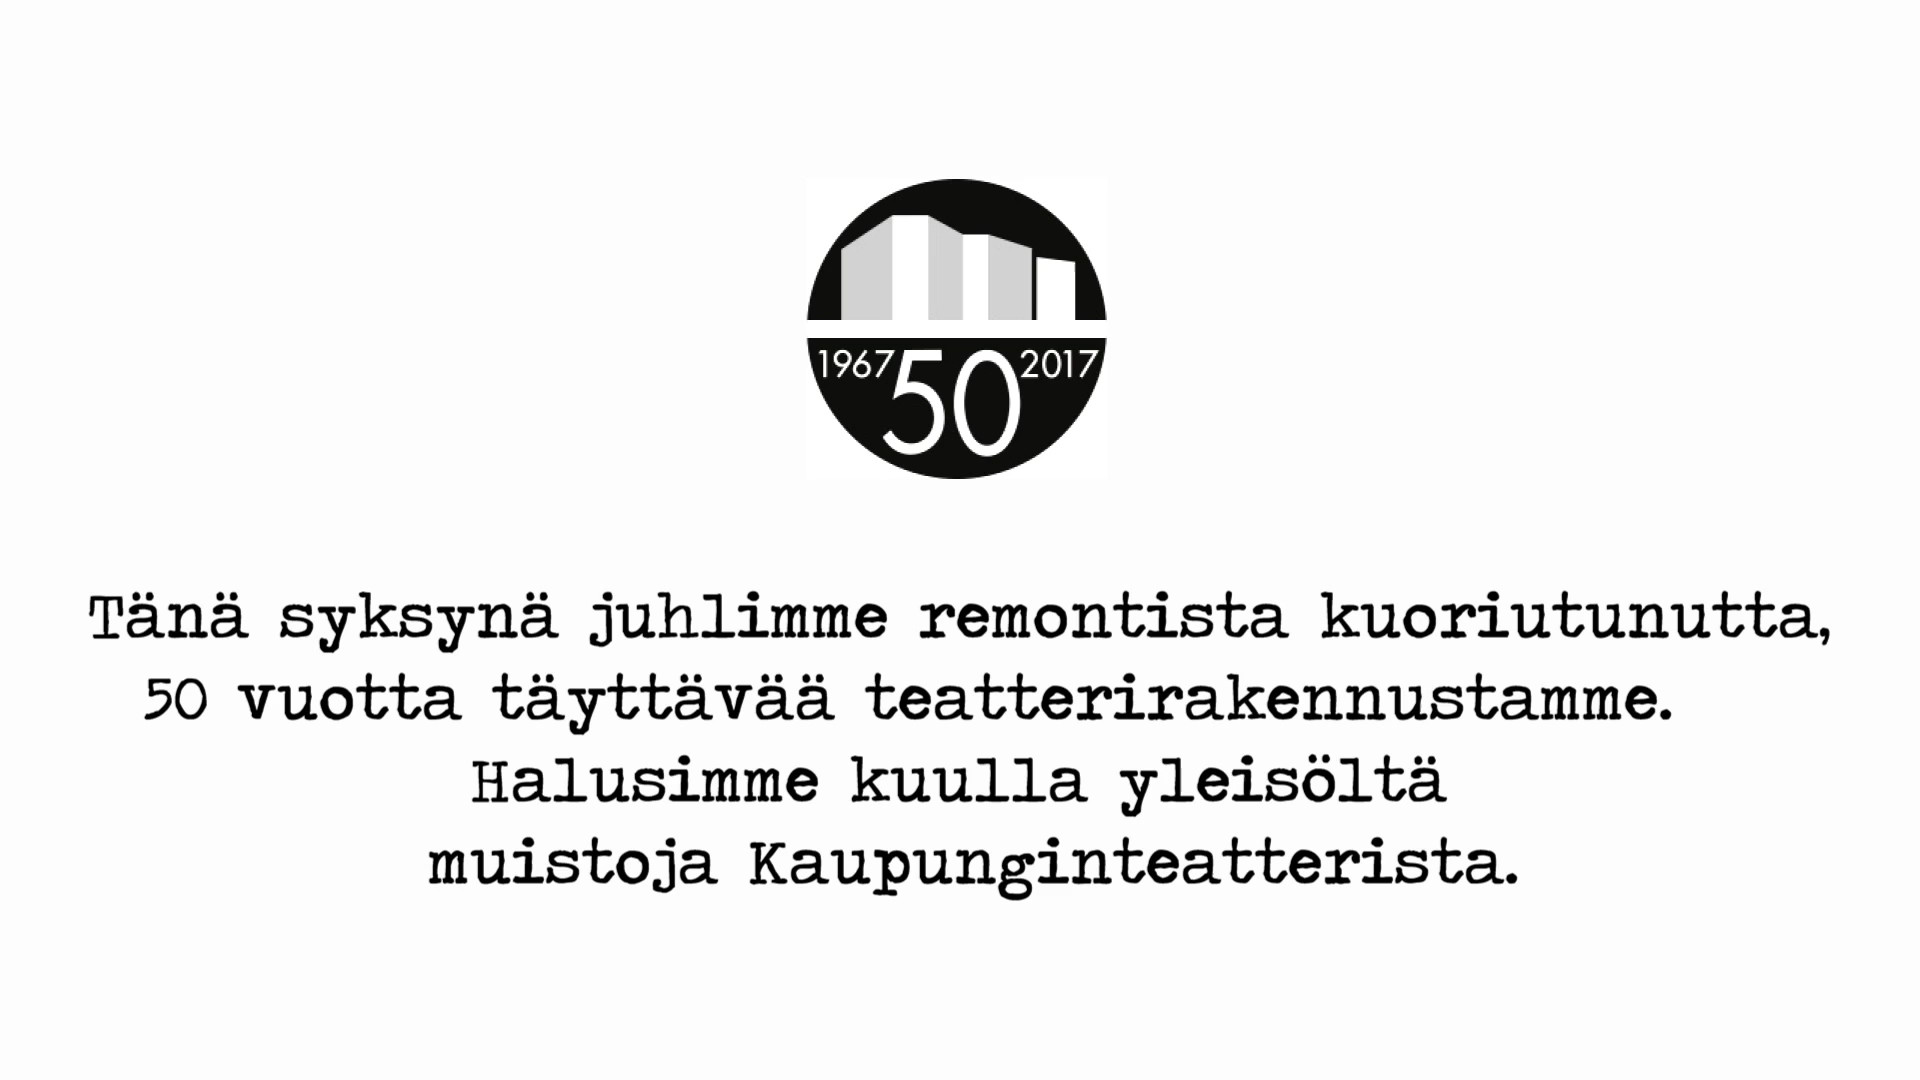 1967 50 2017
Tänä syksynä juhlimme remontista kuoriutunutta,
50 vuotta täyttävää teatterirakennustamme.
Halusimme kuulla yleisöltä
muistoja Kaupunginteatterista.